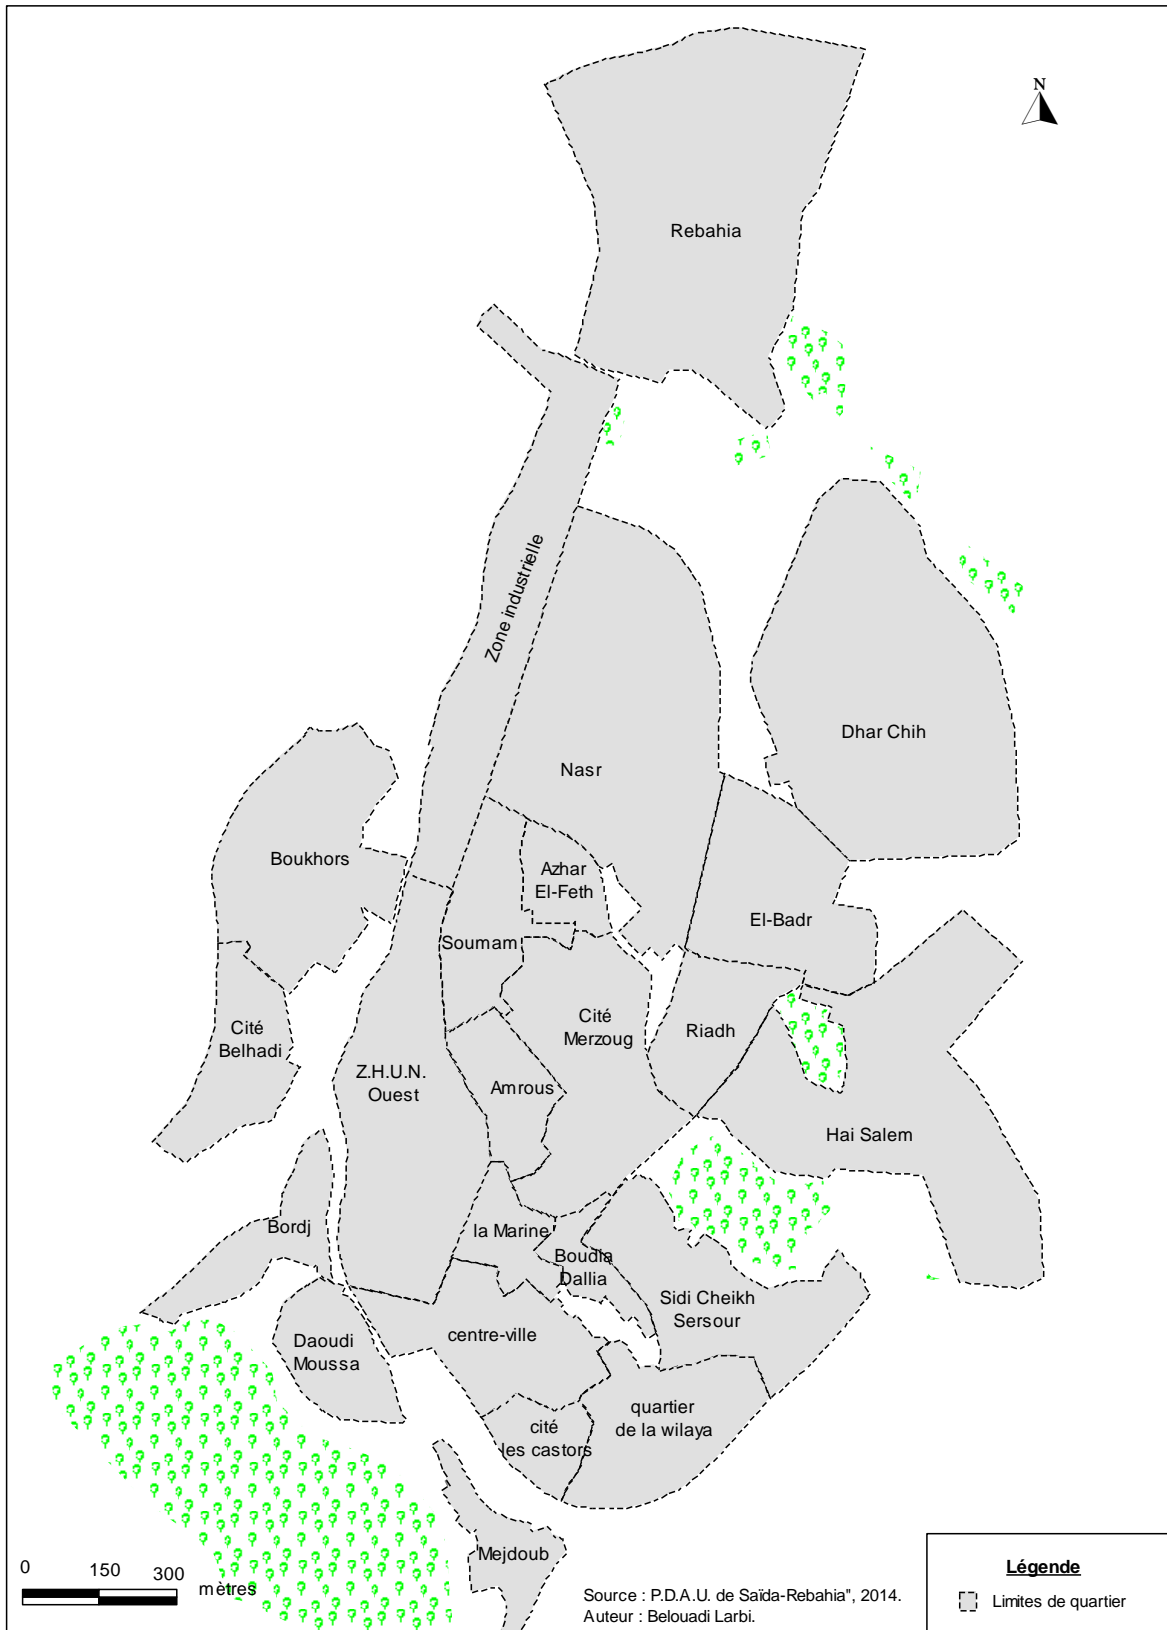 N
Rebahia
Zone industrielle
Dhar Chih
Nasr
Boukhors
Azhar
El-Feth
El-Badr
Soumam
Cité
Merzoug
Riadh
Cité
Belhadi
Z.H.U.N.
Ouest
Amrous
Hai Salem
Bordj
la Marine
Boudia
Dallia
Sidi Cheikh
Sersour
centre-ville
Daoudi
Moussa
quartier
de la wilaya
cité
les castors
Mejdoub
0 150 300
mètres
Source : P.D.A.U. de Saïda-Rebahia", 2014.
Auteur : Belouadi Larbi.
Légende
Limites de quartier